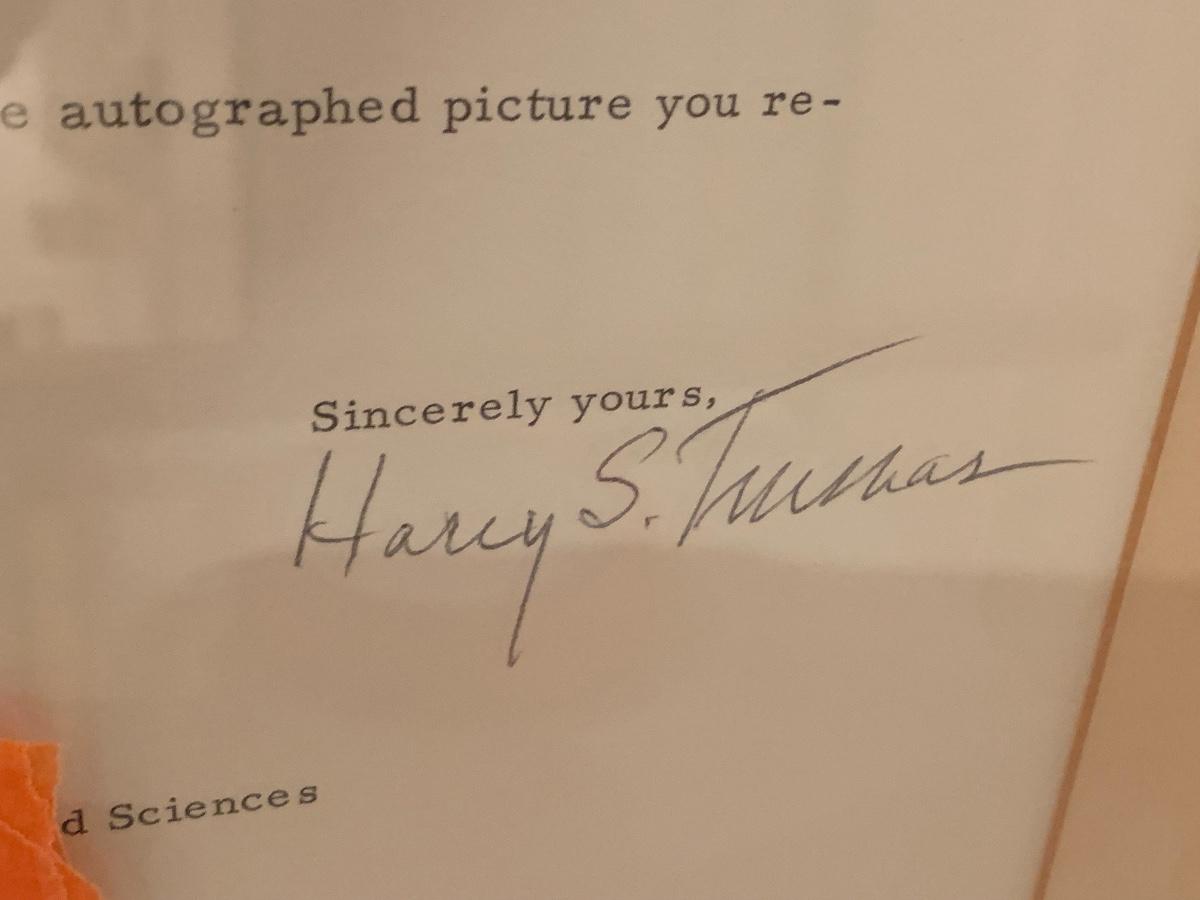 e autographed picture you re-
Sincerely yours,
Harry S. Truman
d Sciences